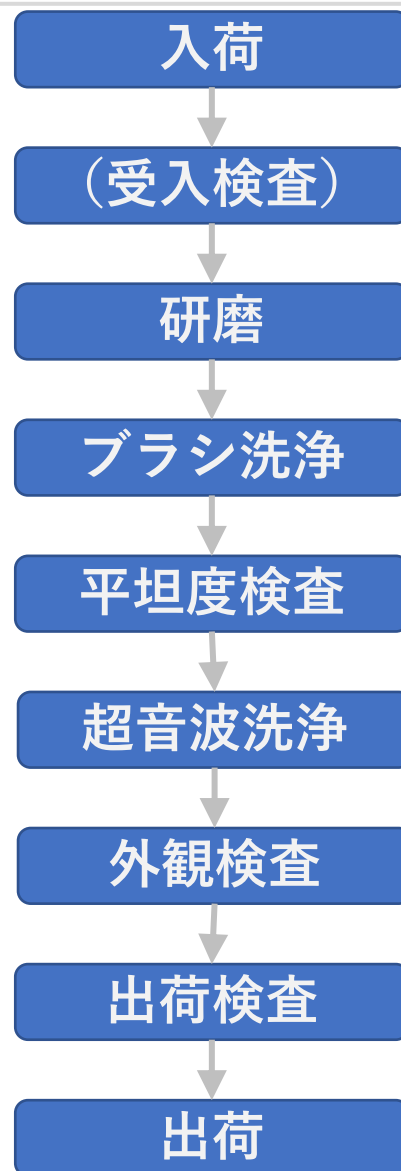 入荷
（受入検査）
研磨
ブラシ洗浄
平坦度検査
超音波洗浄
外観検査
出荷検査
出荷